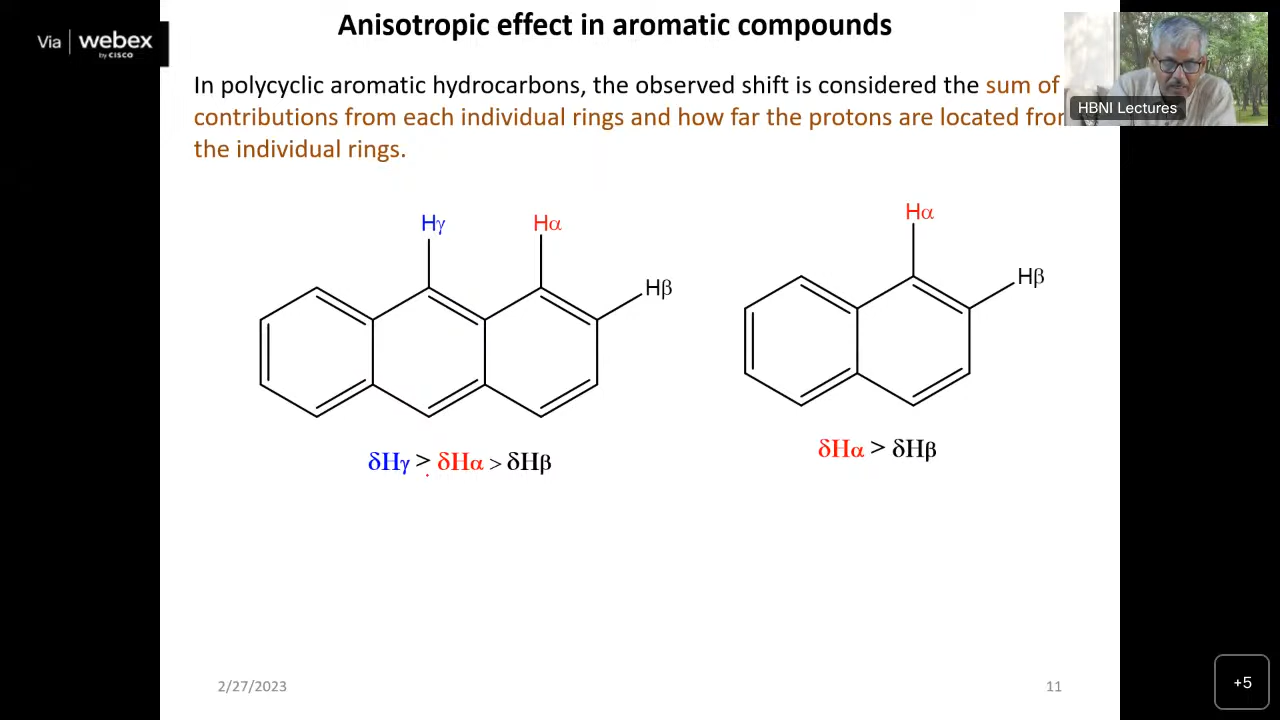 Via webex
by CISCO
Anisotropic effect in aromatic compounds
HBNI Lectures
In polycyclic aromatic hydrocarbons, the observed shift is considered the sum of
contributions from each individual rings and how far the protons are located from
the individual rings.
Hγ Hα Hβ
Hα Hβ
δHγ > δHα > δHβ
δHα > δHβ
2/27/2023
11
+5